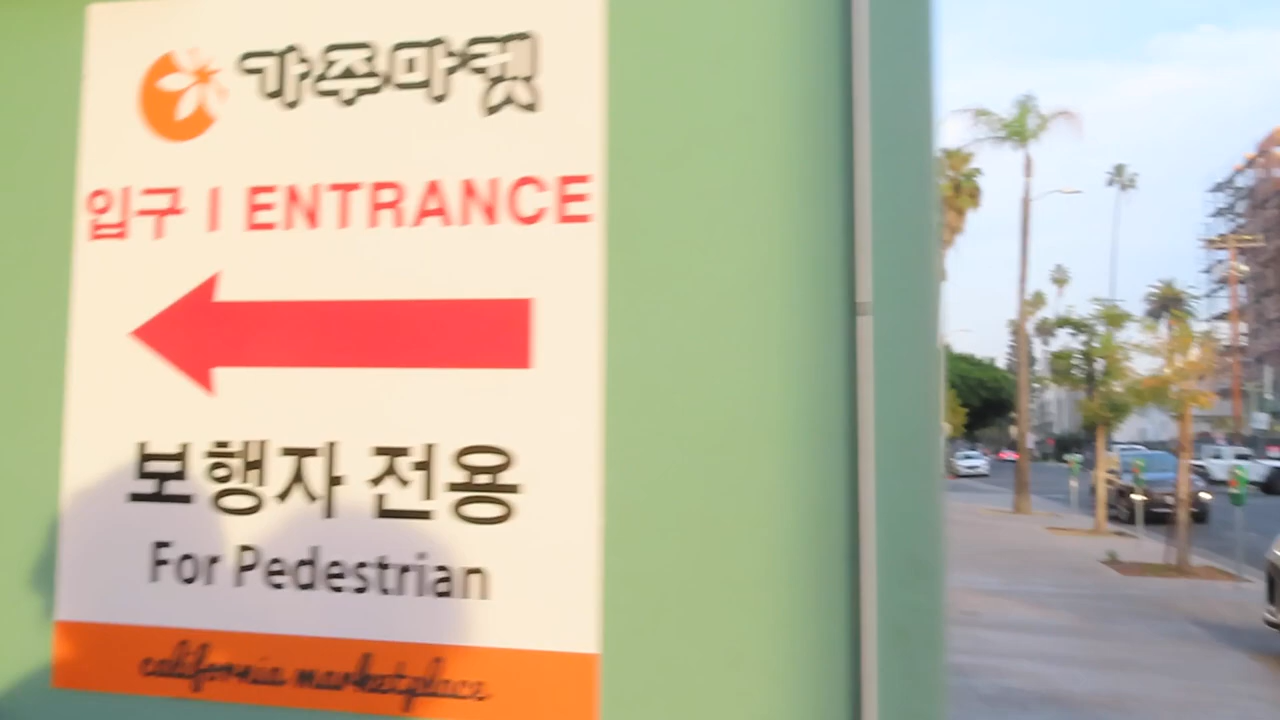 가주마켓
입구 | ENTRANCE
보행자 전용
For Pedestrian
california marketplace